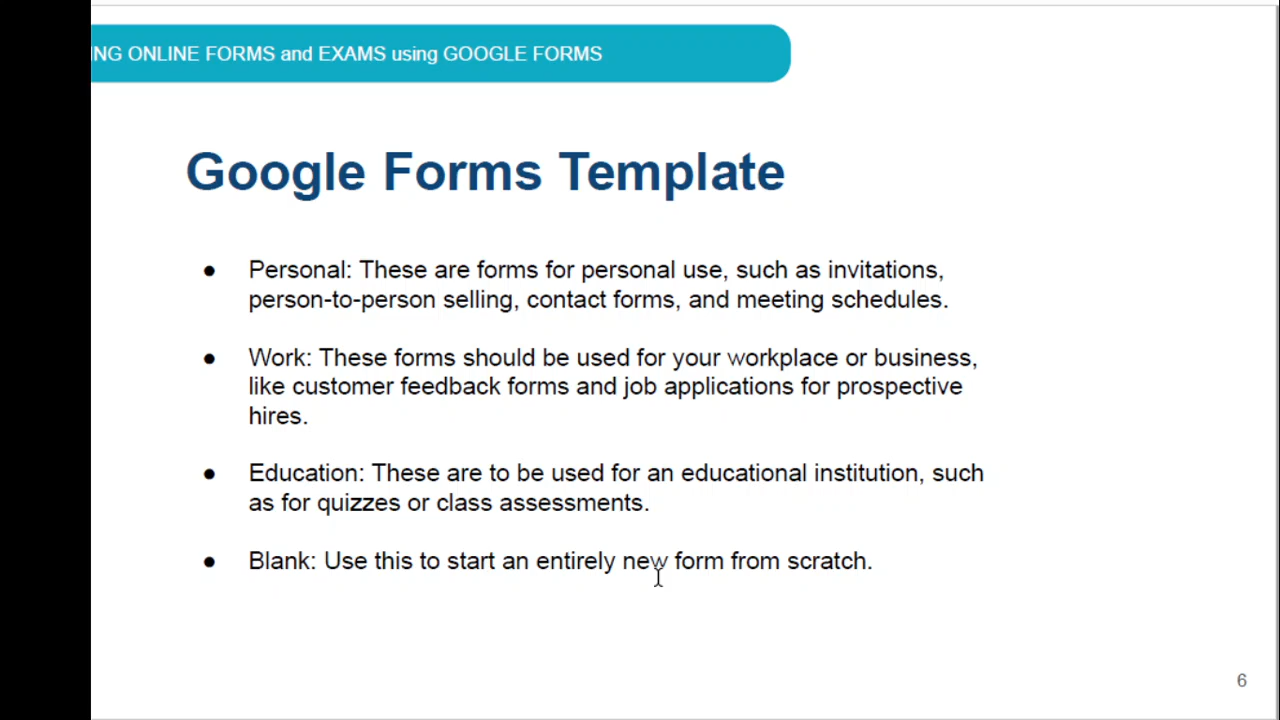 ING ONLINE FORMS and EXAMS using GOOGLE FORMS
Google Forms Template
● Personal: These are forms for personal use, such as invitations,
person-to-person selling, contact forms, and meeting schedules.
● Work: These forms should be used for your workplace or business,
like customer feedback forms and job applications for prospective
hires.
● Education: These are to be used for an educational institution, such
as for quizzes or class assessments.
● Blank: Use this to start an entirely new form from scratch.
6